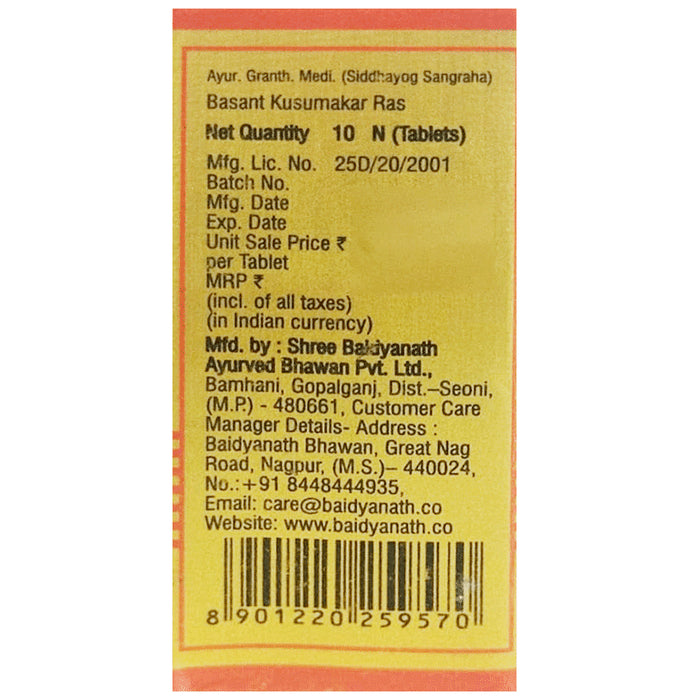 Ayur. Granth. Medi. (Siddhayog Sangraha)
Basant Kusumakar Ras
Net Quantity 10 N (Tablets)
Mfg. Lic. No. 25D/20/2001
Batch No.
Mfg. Date
Exp. Date
Unit Sale Price ₹
per Tablet
MRP ₹
(incl. of all taxes)
(in Indian currency)
Mfd. by : Shree Baidyanath
Ayurved Bhawan Pvt. Ltd.,
Bamhani, Gopalganj, Dist.–Seoni,
(M.P.) - 480661, Customer Care
Manager Details- Address :
Baidyanath Bhawan, Great Nag
Road, Nagpur, (M.S.)– 440024,
No.:+91 8448444935,
Email: care@baidyanath.co
Website: www.baidyanath.co
8 901220 259570